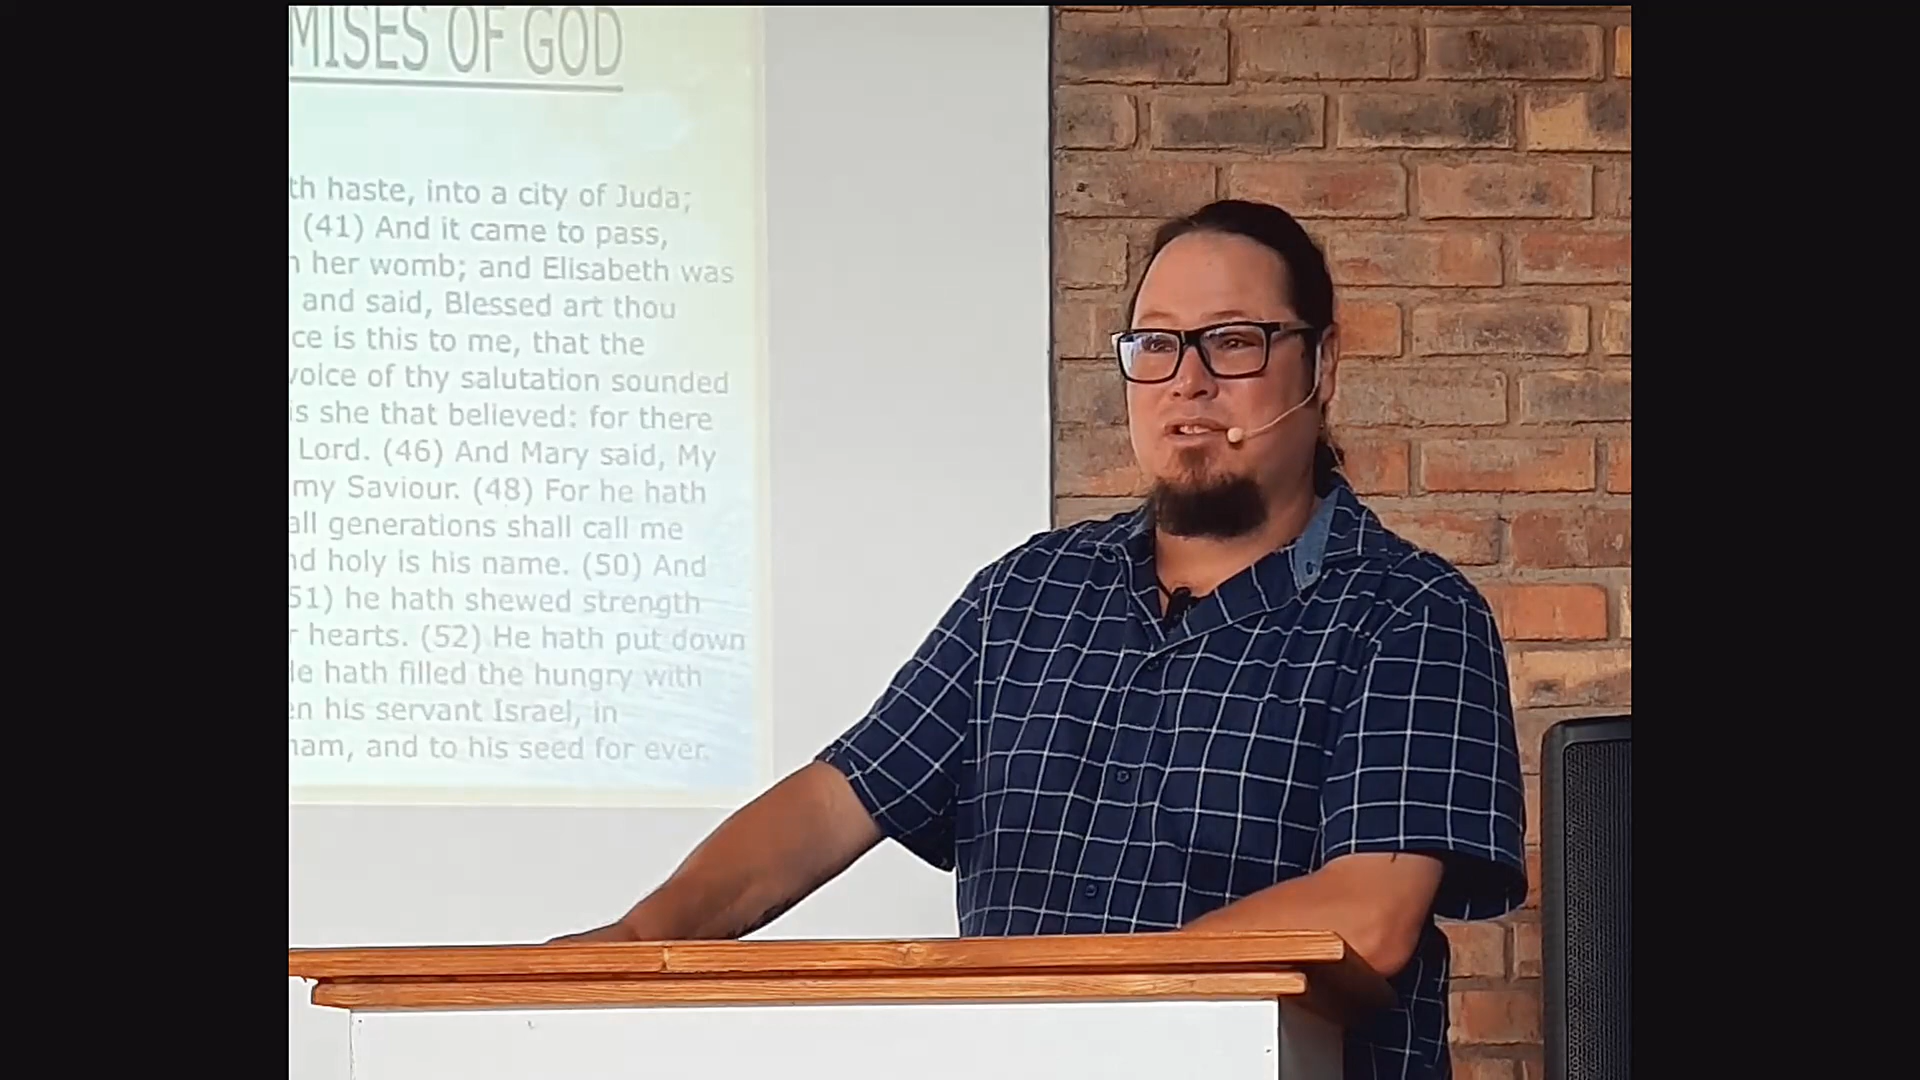 MISES OF GOD
th haste, into a city of Juda;
(41) And it came to pass,
her womb; and Elisabeth was
and said, Blessed art thou
ce is this to me, that the
voice of thy salutation sounded
is she that believed: for there
Lord. (46) And Mary said, My
my Saviour. (48) For he hath
all generations shall call me
nd holy is his name. (50) And
51) he hath shewed strength
r hearts. (52) He hath put down
He hath filled the hungry with
en his servant Israel, in
ham, and to his seed for ever.